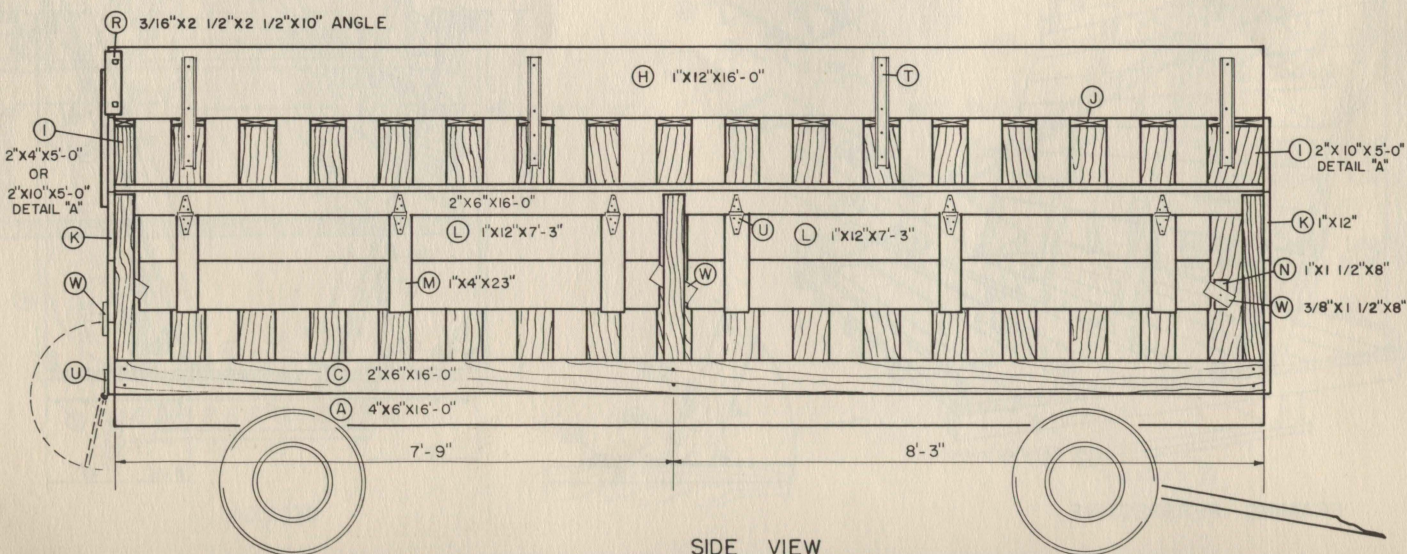 R 3/16"X2 1/2"X2 1/2"X10" ANGLE
H 1"X12"X16'-0"
T
J
I
2"X4"X5'-0"
OR
2"X10"X5'-0"
DETAIL "A"
I 2"X10"X5'-0"
DETAIL "A"
2"X6"X16'-0"
K
L 1"X12"X7'-3"
U
L 1"X12"X7'-3"
K 1"X12"
W
M 1"X4"X23"
W
N 1"X1 1/2"X8"
W 3/8"X1 1/2"X8"
U
C 2"X6"X16'-0"
A 4"X6"X16'-0"
7'-9"
8'-3"
SIDE VIEW